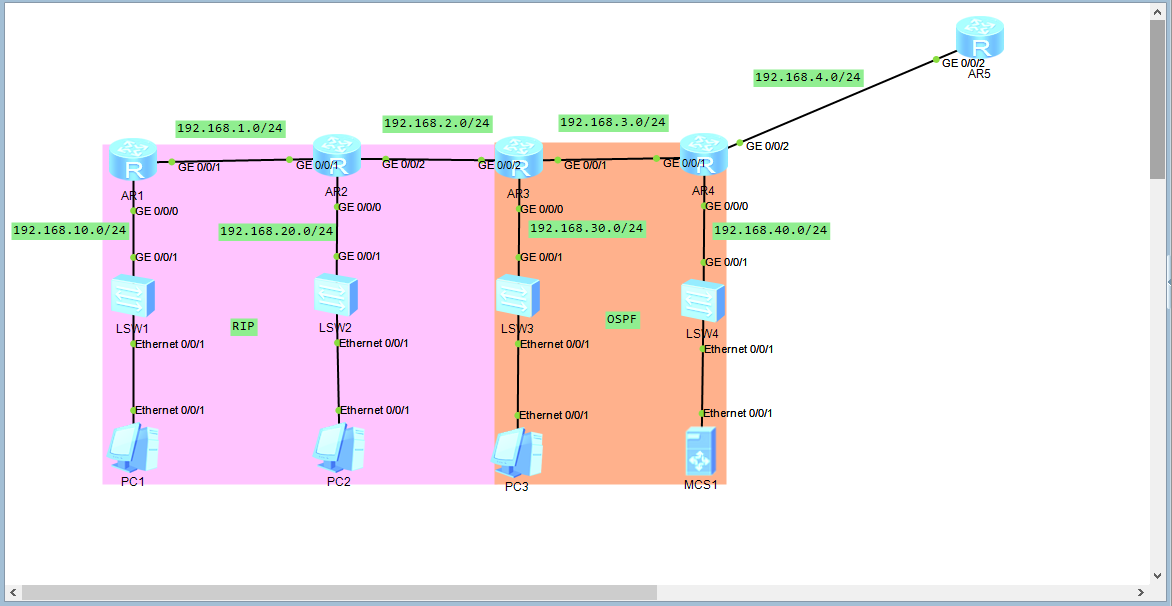 GE 0/0/2
AR5
192.168.4.0/24
192.168.1.0/24
192.168.2.0/24
192.168.3.0/24
GE 0/0/2
R
R
R
R
R
GE 0/0/1
GE 0/0/1
GE 0/0/2
GE 0/0/2
GE 0/0/1
GE 0/0/1
AR1
AR2
AR3
AR4
GE 0/0/0
GE 0/0/0
GE 0/0/0
GE 0/0/0
192.168.10.0/24
192.168.20.0/24
192.168.30.0/24
192.168.40.0/24
GE 0/0/1
GE 0/0/1
GE 0/0/1
GE 0/0/1
LSW1
LSW2
LSW3
LSW4
RIP
OSPF
Ethernet 0/0/1
Ethernet 0/0/1
Ethernet 0/0/1
Ethernet 0/0/1
Ethernet 0/0/1
Ethernet 0/0/1
Ethernet 0/0/1
Ethernet 0/0/1
PC1
PC2
PC3
MCS1